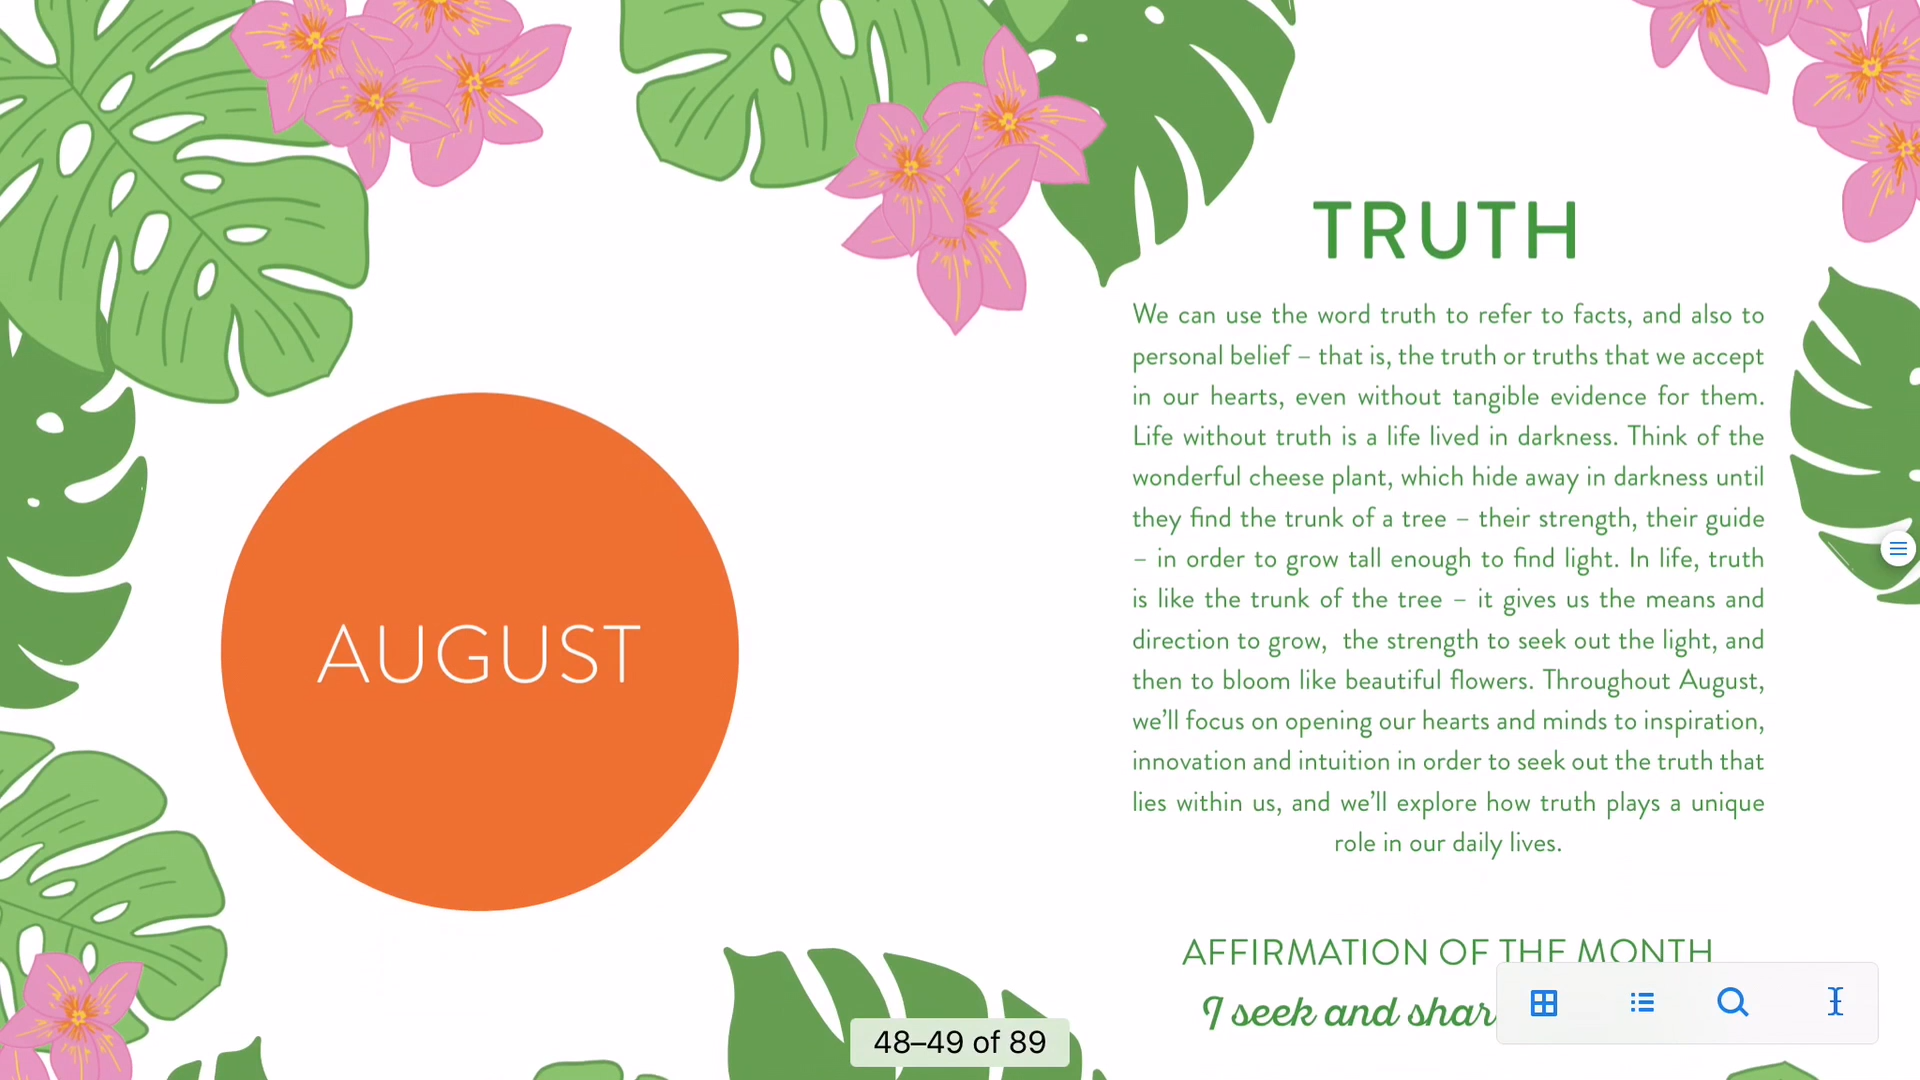 AUGUST
TRUTH
We can use the word truth to refer to facts, and also to
personal belief – that is, the truth or truths that we accept
in our hearts, even without tangible evidence for them.
Life without truth is a life lived in darkness. Think of the
wonderful cheese plant, which hide away in darkness until
they find the trunk of a tree – their strength, their guide
– in order to grow tall enough to find light. In life, truth
is like the trunk of the tree – it gives us the means and
direction to grow,  the strength to seek out the light, and
then to bloom like beautiful flowers. Throughout August,
we’ll focus on opening our hearts and minds to inspiration,
innovation and intuition in order to seek out the truth that
lies within us, and we’ll explore how truth plays a unique
role in our daily lives.
AFFIRMATION OF THE MONTH
I seek and
48–49 of 89